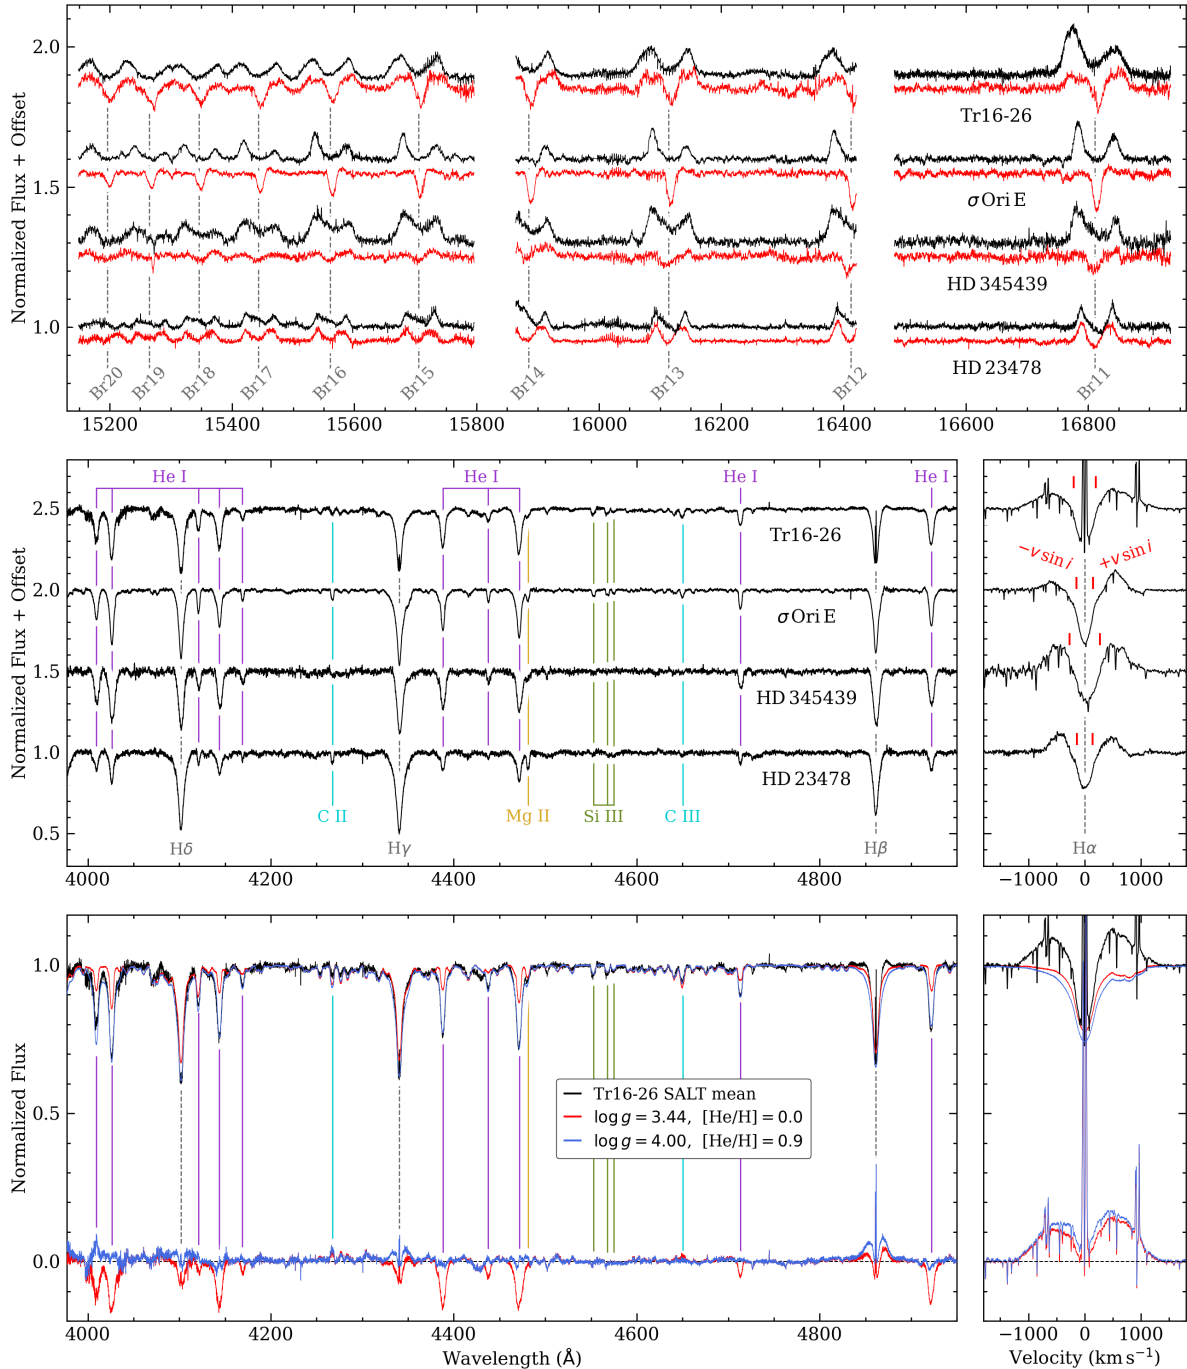 Normalized Flux + Offset
2.0
1.5
1.0
Tr16-26
σ Ori E
HD 345439
HD 23478
Br20
Br19
Br18
Br17
Br16
Br15
Br14
Br13
Br12
Br11
15200
15400
15600
15800
16000
16200
16400
16600
16800
Normalized Flux + Offset
2.5
2.0
1.5
1.0
0.5
He I
He I
He I
He I
Tr16-26
σ Ori E
HD 345439
HD 23478
C II
Mg II
Si III
C III
Hδ
Hγ
Hβ
4000
4200
4400
4600
4800
−v sin i
+v sin i
Hα
−1000
0
1000
Normalized Flux
1.0
0.5
0.0
Tr16-26 SALT mean
log g = 3.44, [He/H] = 0.0
log g = 4.00, [He/H] = 0.9
4000
4200
4400
4600
4800
Wavelength (Å)
−1000
0
1000
Velocity (km s⁻¹)